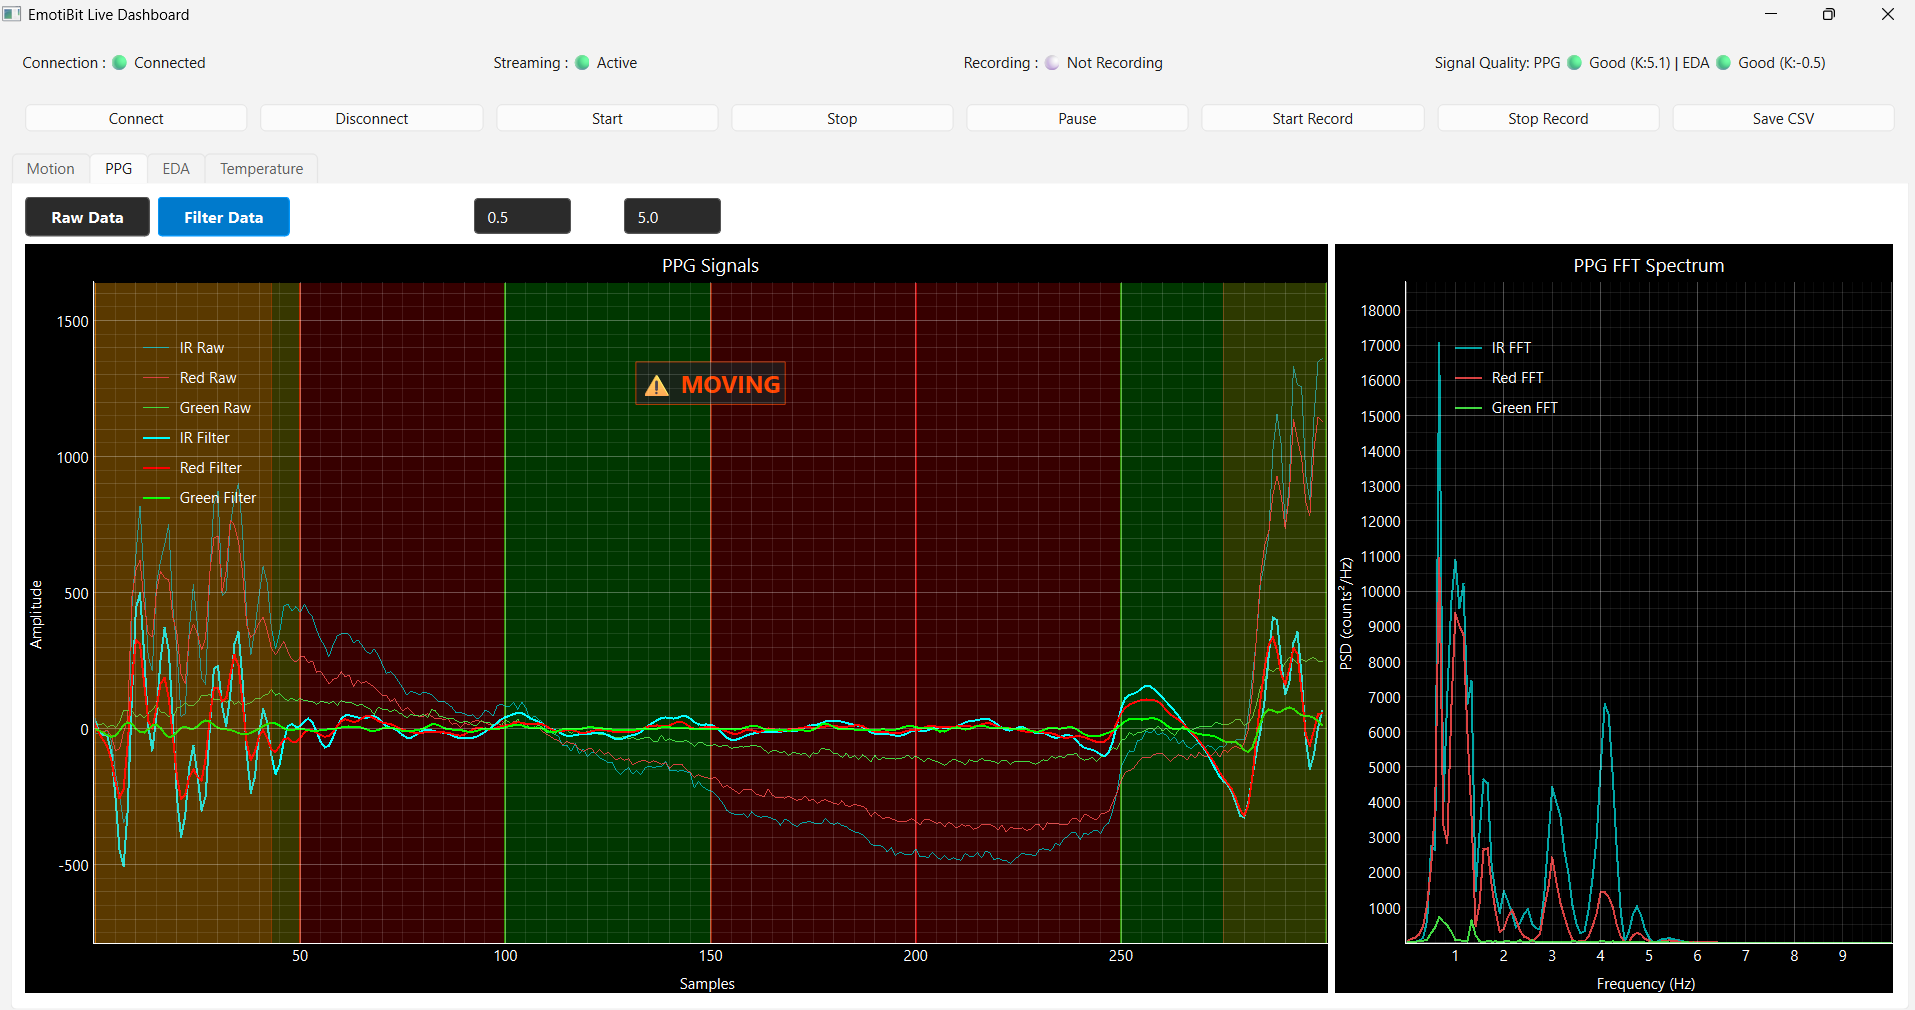 EmotiBit Live Dashboard
Connection : Connected
Streaming : Active
Recording : Not Recording
Signal Quality: PPG Good (K:5.1) | EDA Good (K:-0.5)
Connect
Disconnect
Start
Stop
Pause
Start Record
Stop Record
Save CSV
Motion
PPG
EDA
Temperature
Raw Data
Filter Data
0.5
5.0
PPG Signals
1500
1000
500
0
-500
Amplitude
IR Raw
Red Raw
Green Raw
IR Filter
Red Filter
Green Filter
⚠ MOVING
50
100
150
200
250
Samples
PPG FFT Spectrum
18000
17000
16000
15000
14000
13000
12000
11000
10000
9000
8000
7000
6000
5000
4000
3000
2000
1000
PSD (counts²/Hz)
IR FFT
Red FFT
Green FFT
1
2
3
4
5
6
7
8
9
Frequency (Hz)